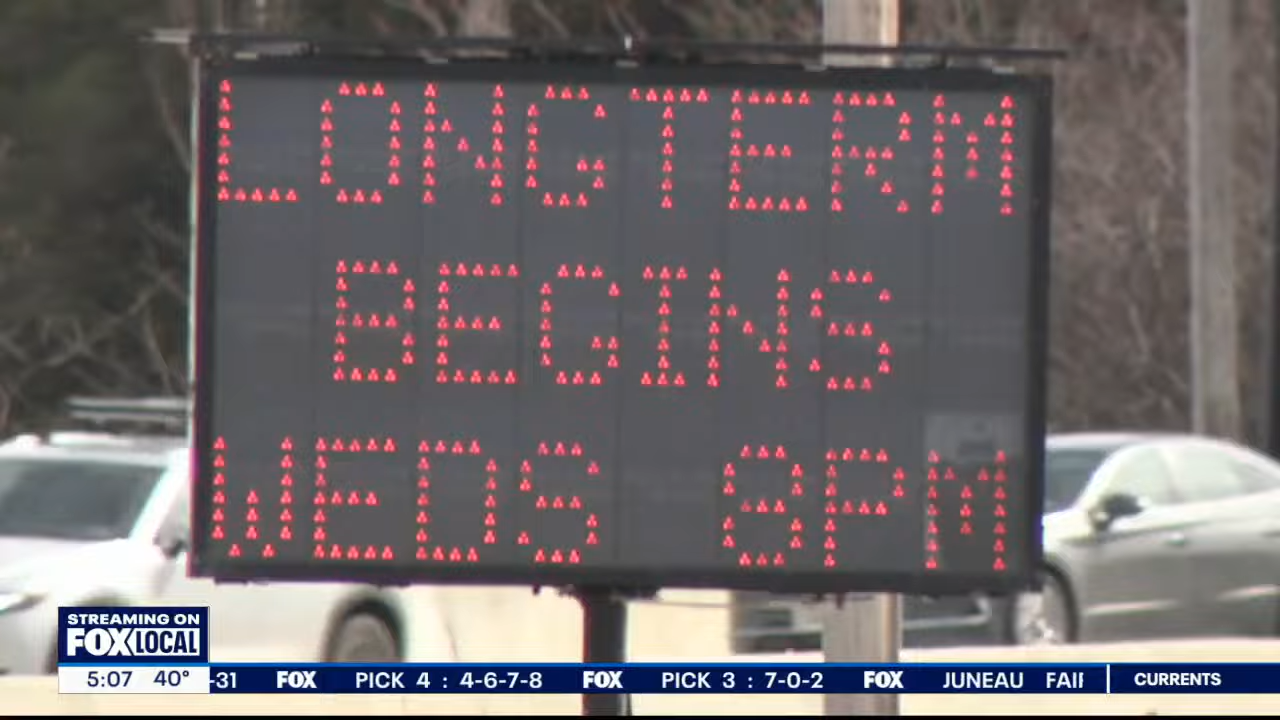 LONGTERM
BEGINS
WEDS 8PM
STREAMING ON
FOX LOCAL
5:07 40° -31 FOX PICK 4 : 4-6-7-8 FOX PICK 3 : 7-0-2 FOX JUNEAU FAI CURRENTS